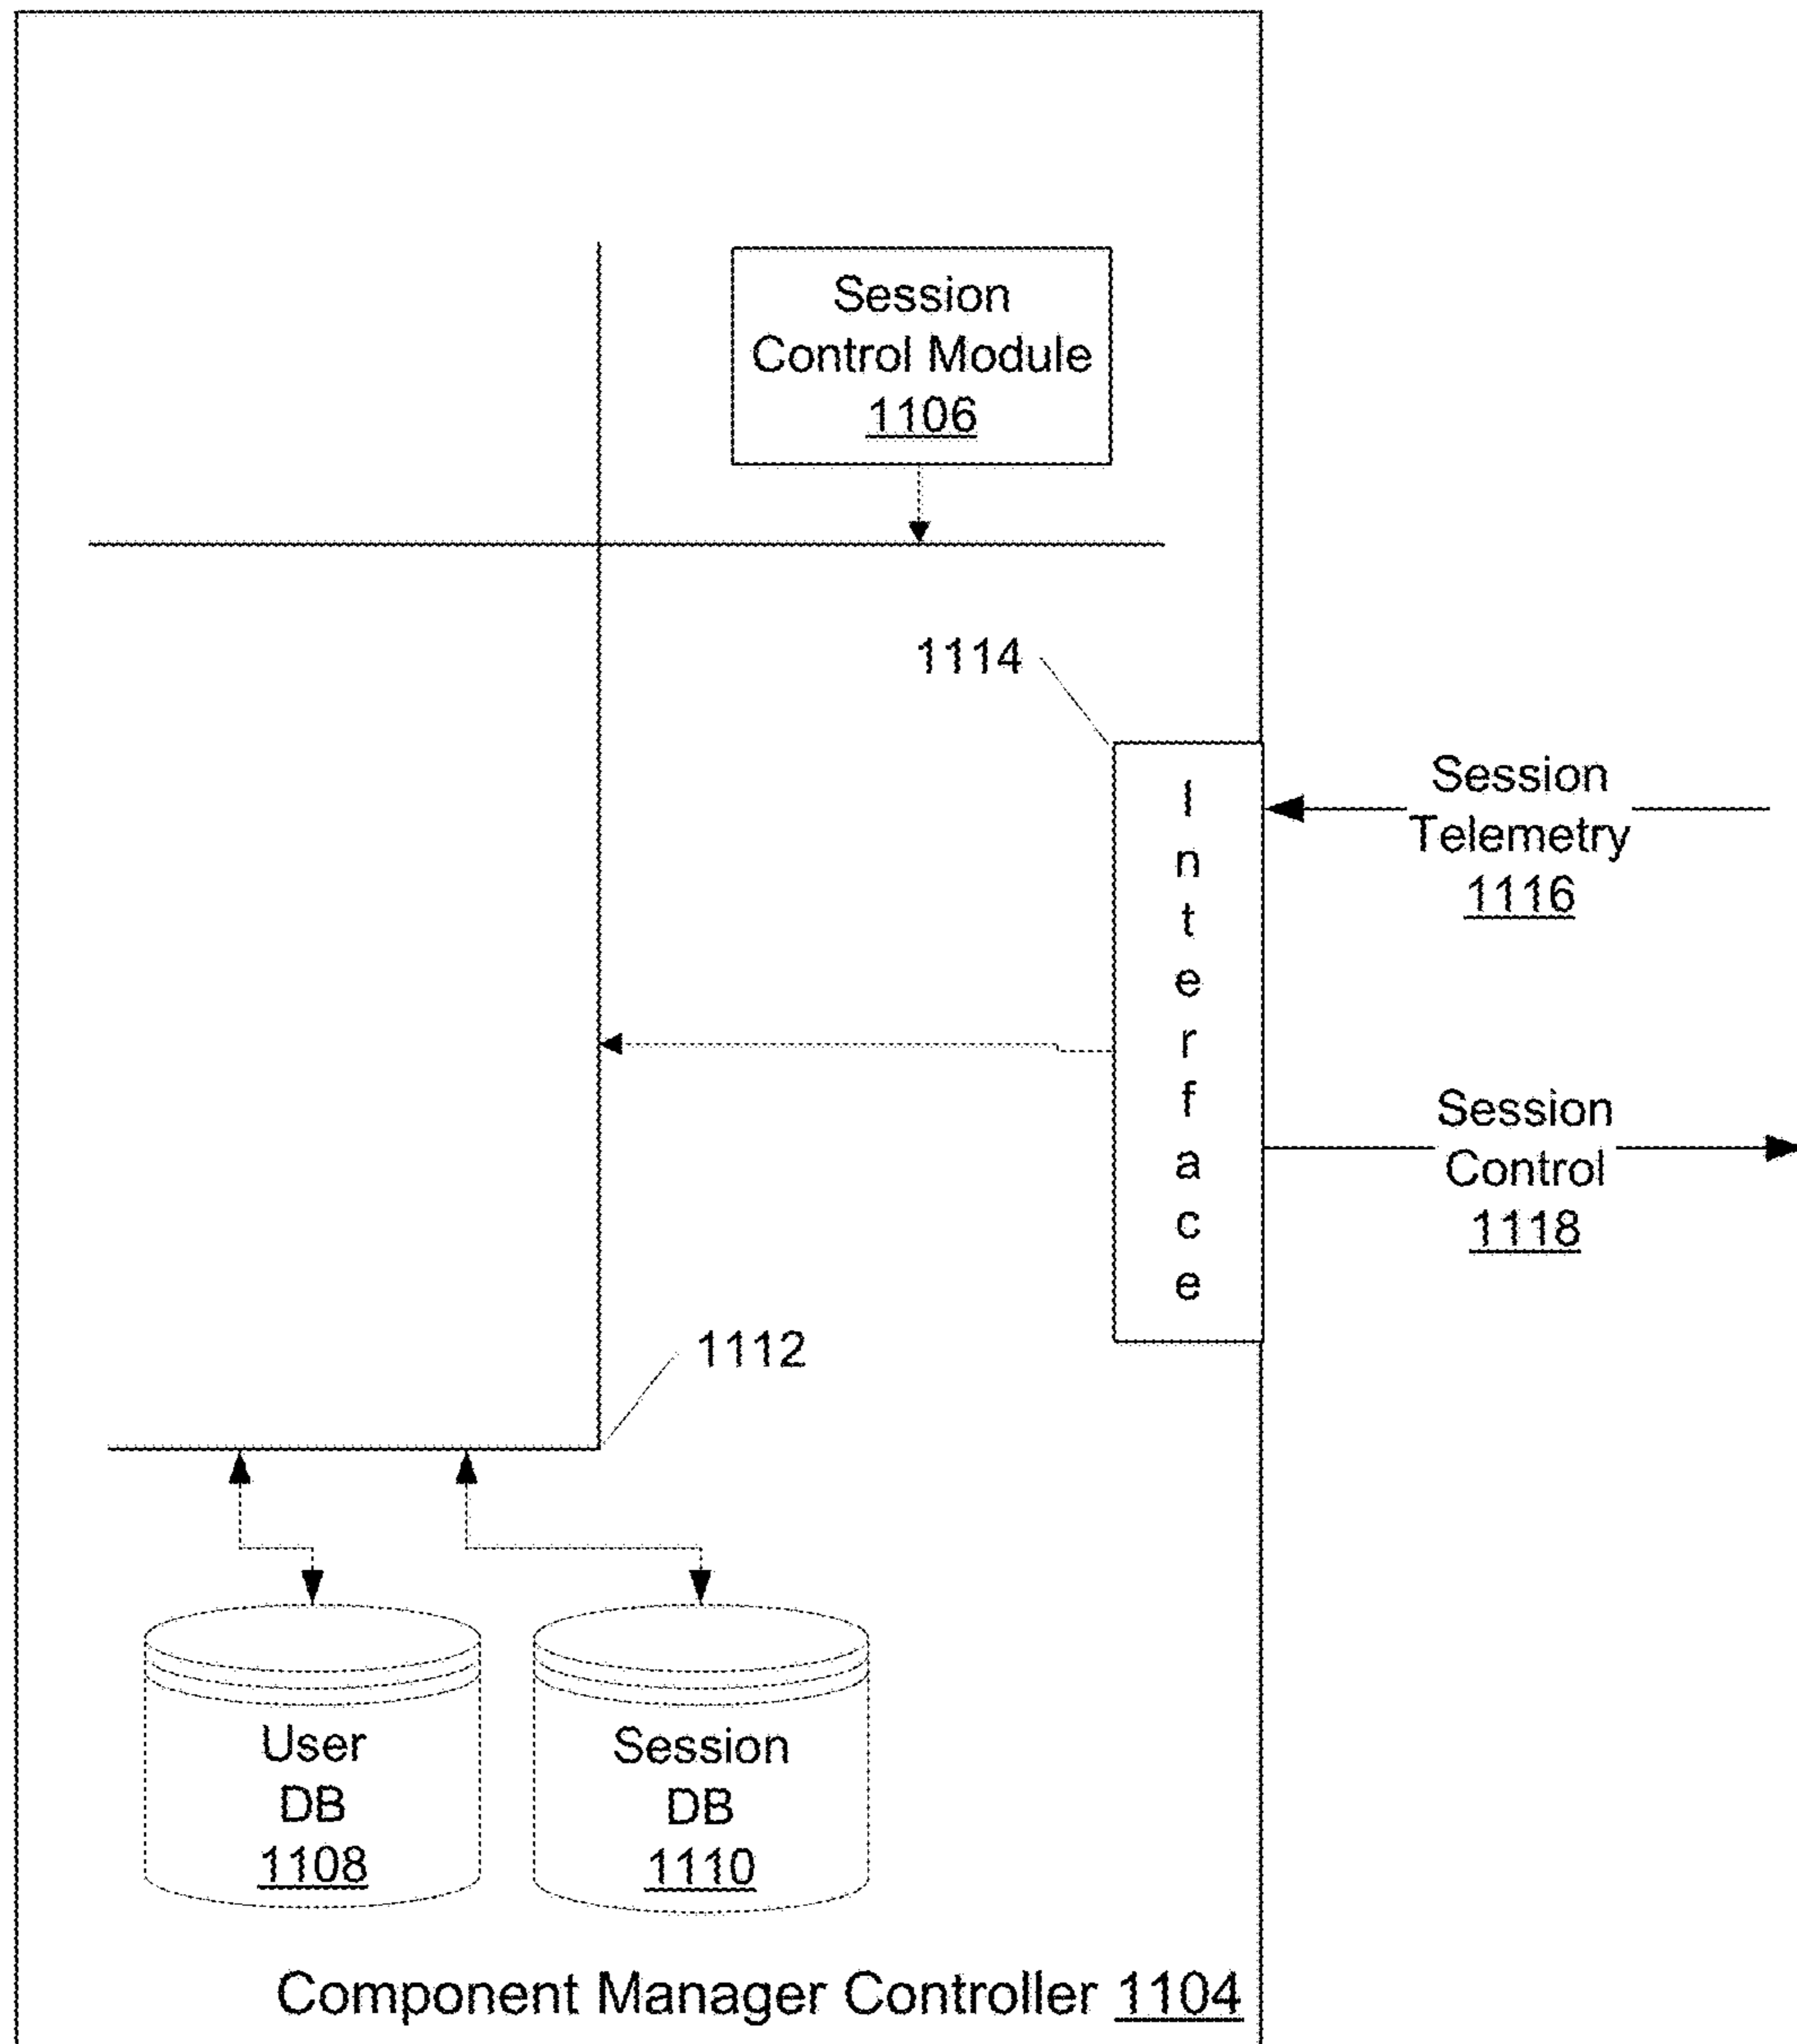 Session
Control Module
1106
1114
Interface
Session
Telemetry
1116
Session
Control
1118
1112
User
DB
1108
Session
DB
1110
Component Manager Controller 1104